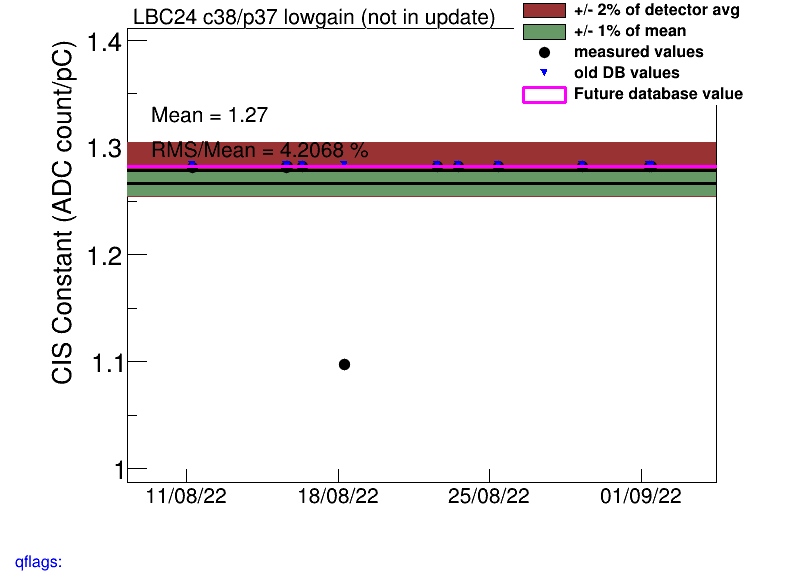 LBC24 c38/p37 lowgain (not in update)
+/- 2% of detector avg
+/- 1% of mean
measured values
old DB values
Future database value
Mean = 1.27
RMS/Mean = 4.2068 %
CIS Constant (ADC count/pC)
1.4
1.3
1.2
1.1
1
11/08/22
18/08/22
25/08/22
01/09/22
qflags: